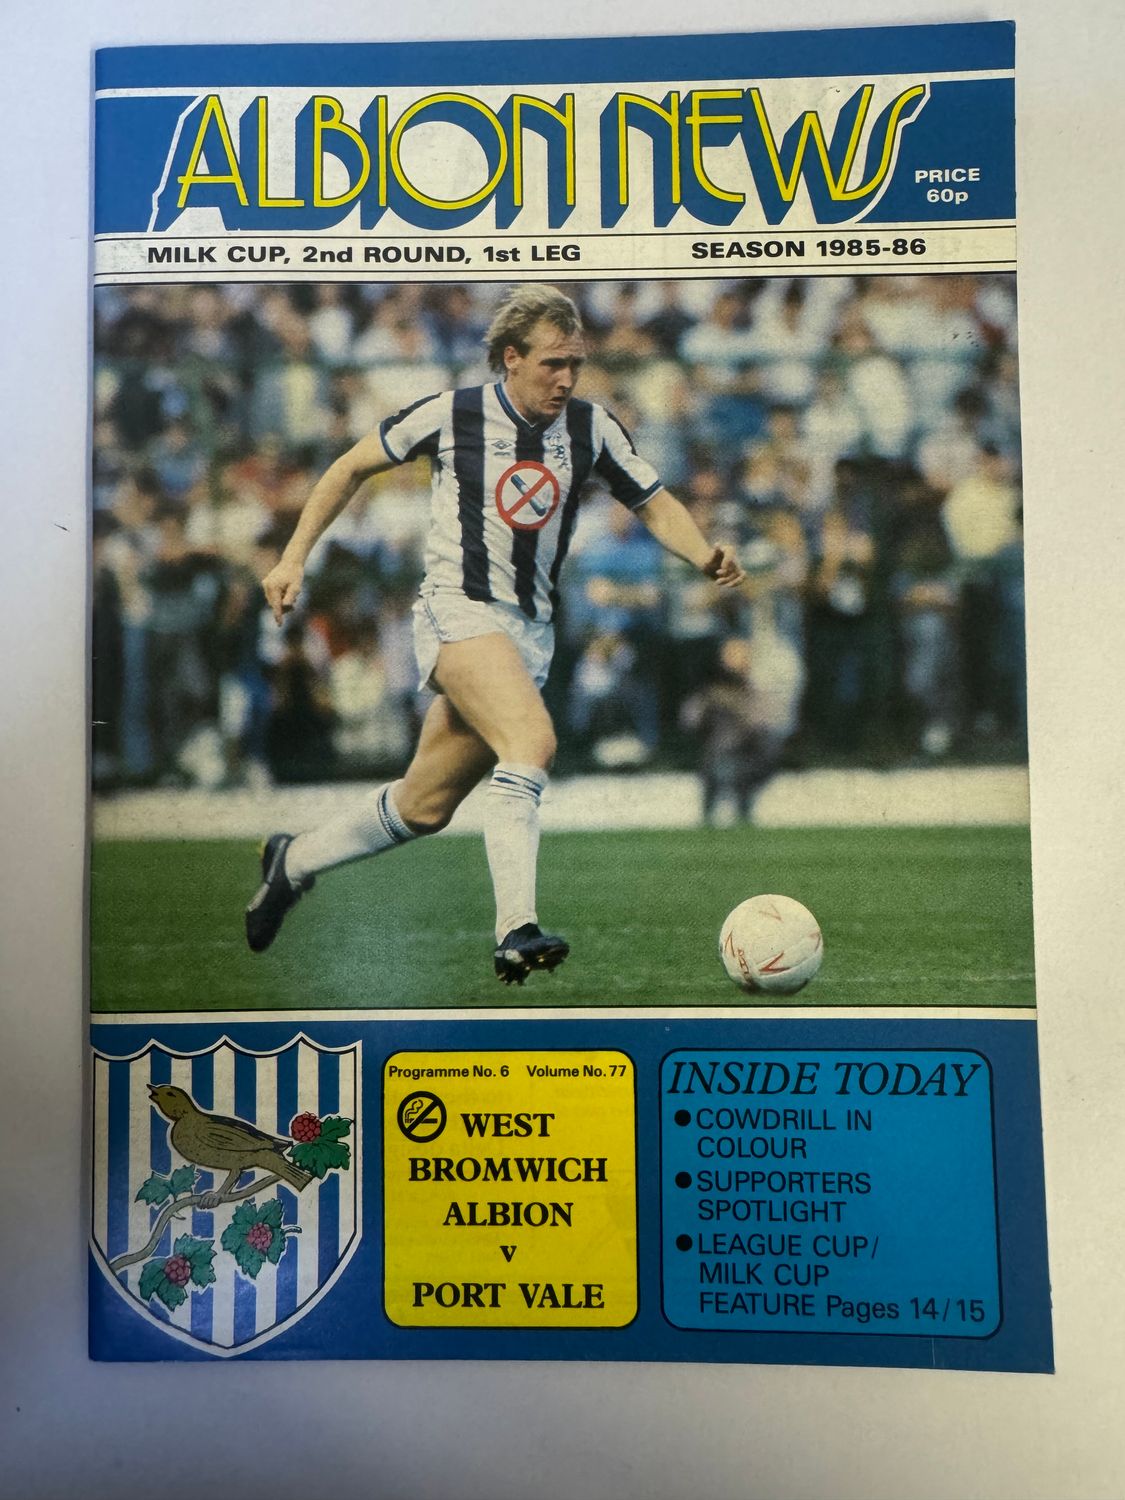 ALBION NEWS
PRICE
60p
MILK CUP, 2nd ROUND, 1st LEG
SEASON 1985-86
Programme No. 6 Volume No. 77
WEST
BROMWICH
ALBION
v
PORT VALE
INSIDE TODAY
● COWDRILL IN
COLOUR
● SUPPORTERS
SPOTLIGHT
● LEAGUE CUP/
MILK CUP
FEATURE Pages 14/15